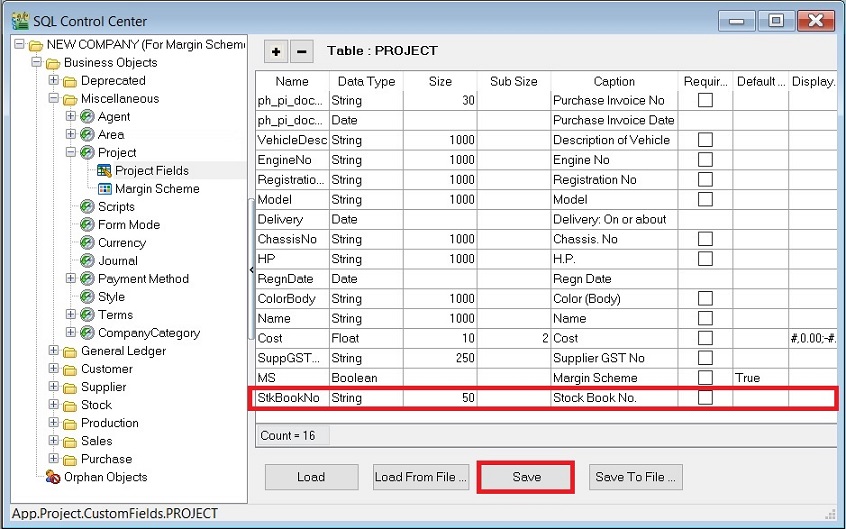 SQL Control Center
NEW COMPANY (For Margin Scheme
Business Objects
Deprecated
Miscellaneous
Agent
Area
Project
Project Fields
Margin Scheme
Scripts
Form Mode
Currency
Journal
Payment Method
Style
Terms
CompanyCategory
General Ledger
Customer
Supplier
Stock
Production
Sales
Purchase
Orphan Objects
Table : PROJECT
Name Data Type Size Sub Size Caption Requir... Default ... Display.
ph_pi_doc... String 30 Purchase Invoice No
ph_pi_doc... Date Purchase Invoice Date
VehicleDesc String 1000 Description of Vehicle
EngineNo String 1000 Engine No
Registratio... String 1000 Registration No
Model String 1000 Model
Delivery Date Delivery: On or about
ChassisNo String 1000 Chassis. No
HP String 1000 H.P.
RegnDate Date Regn Date
ColorBody String 1000 Color (Body)
Name String 1000 Name
Cost Float 10 2 Cost #,0.00;-#.
SuppGST... String 250 Supplier GST No
MS Boolean Margin Scheme True
StkBookNo String 50 Stock Book No.
Count = 16
Load Load From File ... Save Save To File ...
App.Project.CustomFields.PROJECT